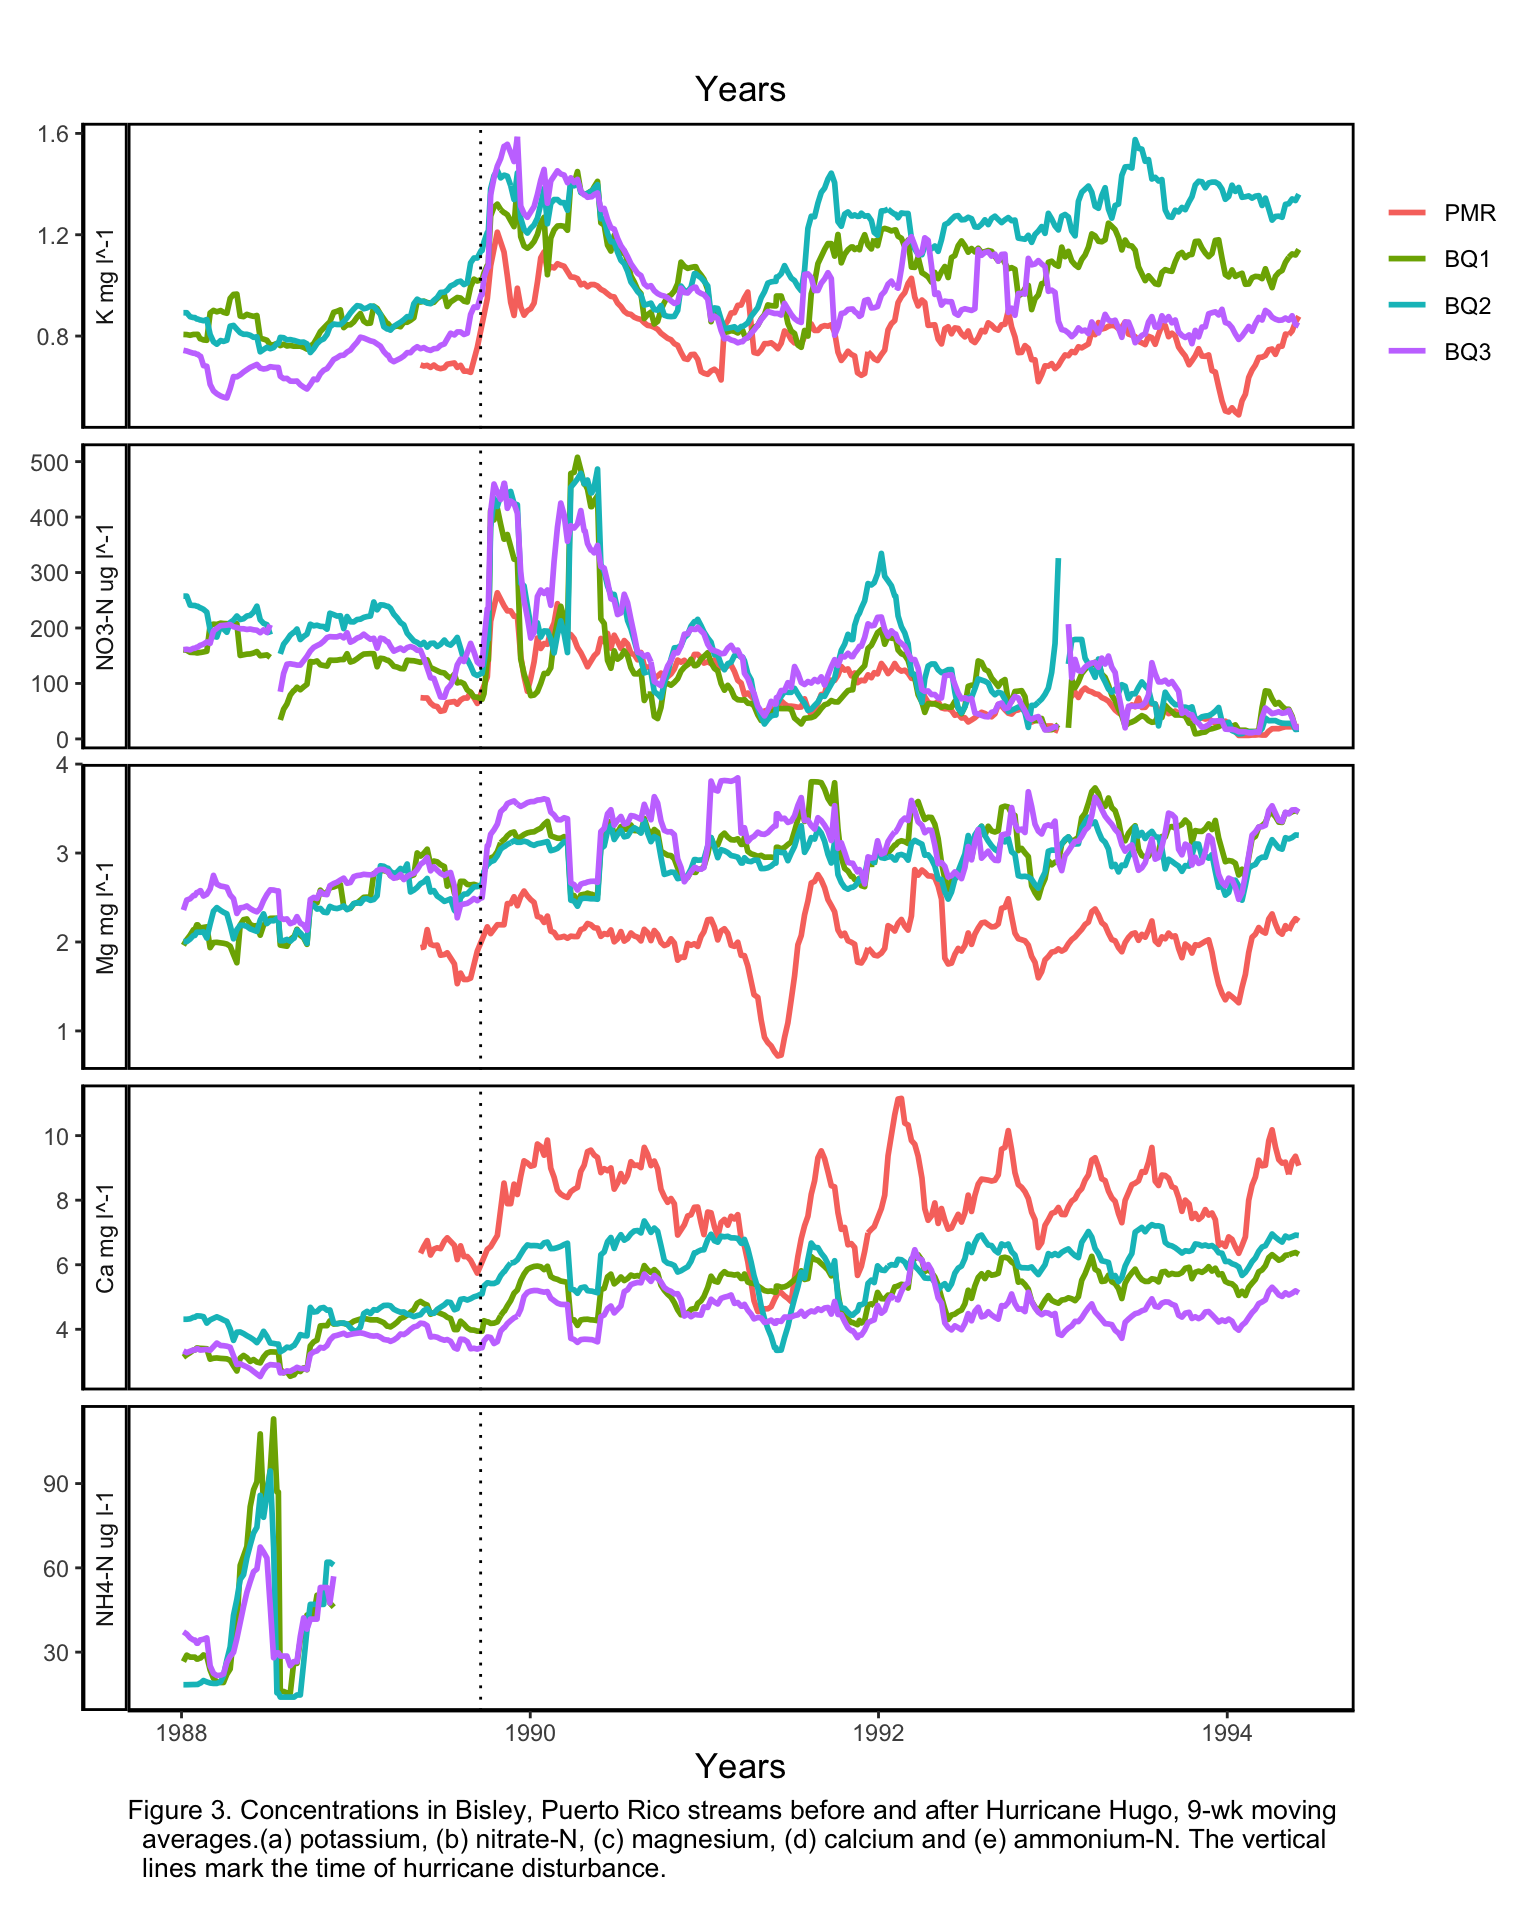 Years
1.6
1.2
0.8
K mg l^-1
PMR
BQ1
BQ2
BQ3
500
400
300
200
100
0
NO3-N ug l^-1
4
3
2
1
Mg mg l^-1
10
8
6
4
Ca mg l^-1
90
60
30
NH4-N ug l-1
1988
1990
1992
1994
Years
Figure 3. Concentrations in Bisley, Puerto Rico streams before and after Hurricane Hugo, 9-wk moving
averages.(a) potassium, (b) nitrate-N, (c) magnesium, (d) calcium and (e) ammonium-N. The vertical
lines mark the time of hurricane disturbance.